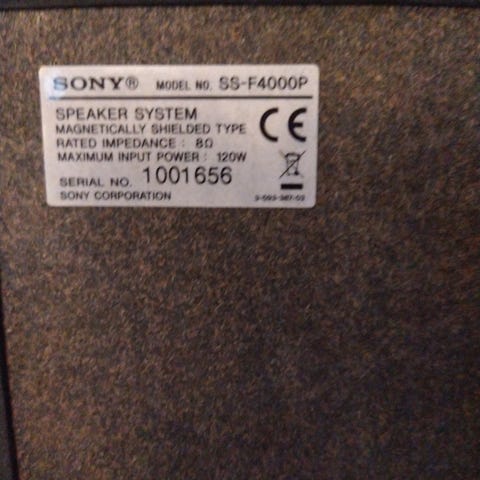 SONY® MODEL NO. SS-F4000P
SPEAKER SYSTEM
MAGNETICALLY SHIELDED TYPE
RATED IMPEDANCE : 8Ω
MAXIMUM INPUT POWER : 120W
SERIAL NO. 1001656
SONY CORPORATION
CE